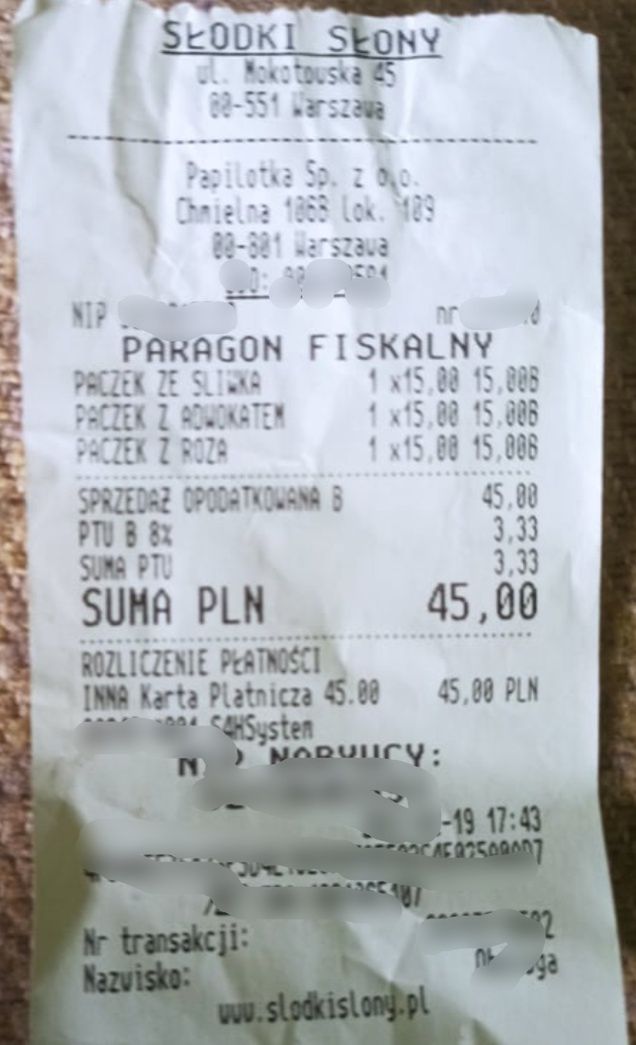 SŁODKI SŁONY
ul. Mokotowska 45
00-551 Warszawa
Papilotka Sp. z o.o.
Chmielna 106B lok. 109
00-801 Warszawa
NIP nr
PARAGON FISKALNY
PACZEK ZE SLIWKA 1 x15,00 15,00B
PACZEK Z ADWOKATEM 1 x15,00 15,00B
PACZEK Z ROZA 1 x15,00 15,00B
SPRZEDAŻ OPODATKOWANA B 45,00
PTU B 8% 3,33
SUMA PTU 3,33
SUMA PLN 45,00
ROZLICZENIE PŁATNOŚCI
INNA Karta Platnicza 45.00 45,00 PLN
S4HSystem
NABYWCY:
-19 17:43
Nr transakcji:
Nazwisko:
www.slodkislony.pl